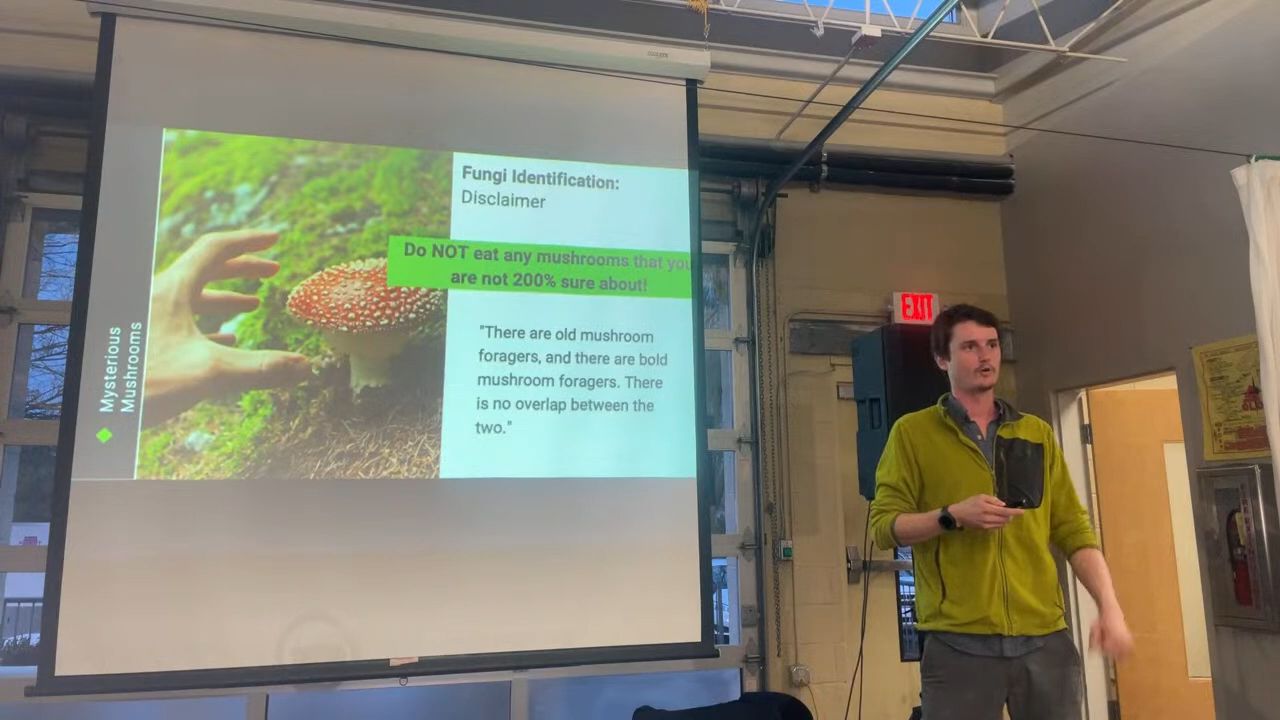 Fungi Identification:
Disclaimer
Do NOT eat any mushrooms that you
are not 200% sure about!
"There are old mushroom
foragers, and there are bold
mushroom foragers. There
is no overlap between the
two."
Mysterious
Mushrooms
EXIT